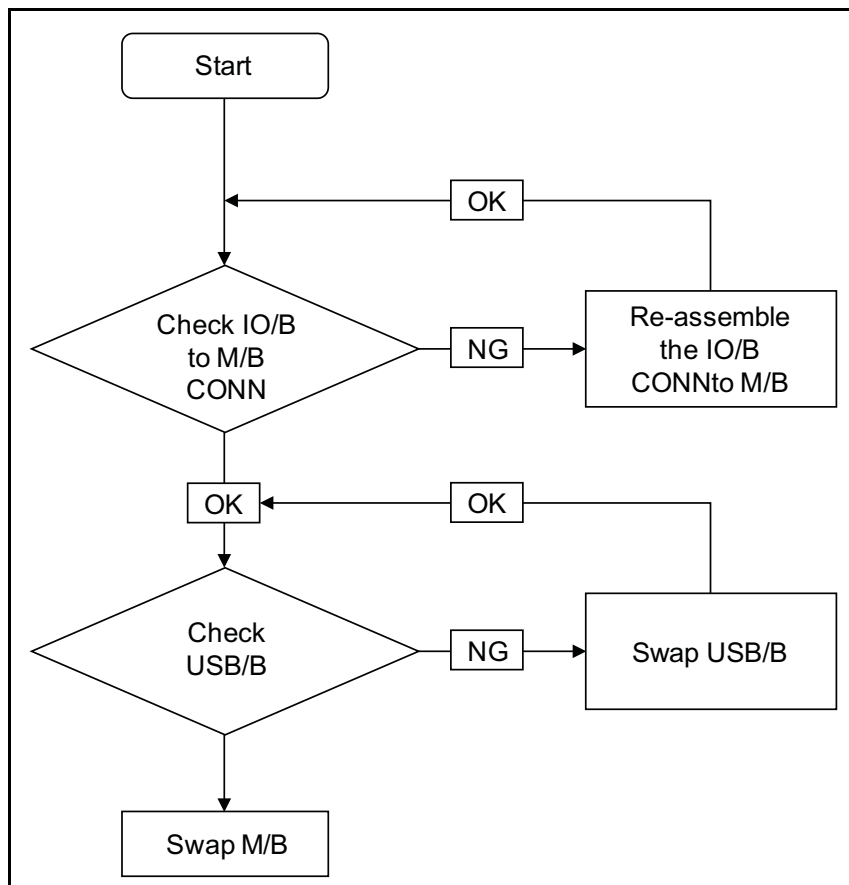 Start
OK
Check IO/B
to M/B
CONN
NG
Re-assemble
the IO/B
CONNto M/B
OK
OK
Check
USB/B
NG
Swap USB/B
Swap M/B